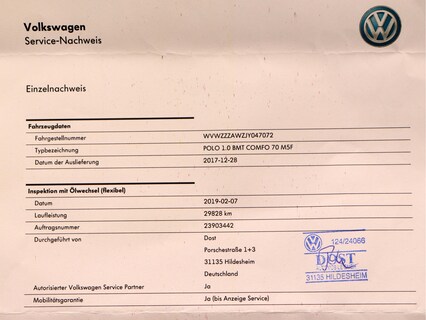 Volkswagen
Service-Nachweis
Einzelnachweis
Fahrzeugdaten
Fahrgestellnummer WVWZZZAWZJY047072
Typbezeichnung POLO 1.0 BMT COMFO 70 M5F
Datum der Auslieferung 2017-12-28
Inspektion mit Ölwechsel (flexibel)
Datum 2019-02-07
Laufleistung 29828 km
Auftragsnummer 23903442
Durchgeführt von Dost
Porschestraße 1+3
31135 Hildesheim
Deutschland
124/24066
DOST
31135 HILDESHEIM
Autorisierter Volkswagen Service Partner Ja
Mobilitätsgarantie Ja (bis Anzeige Service)